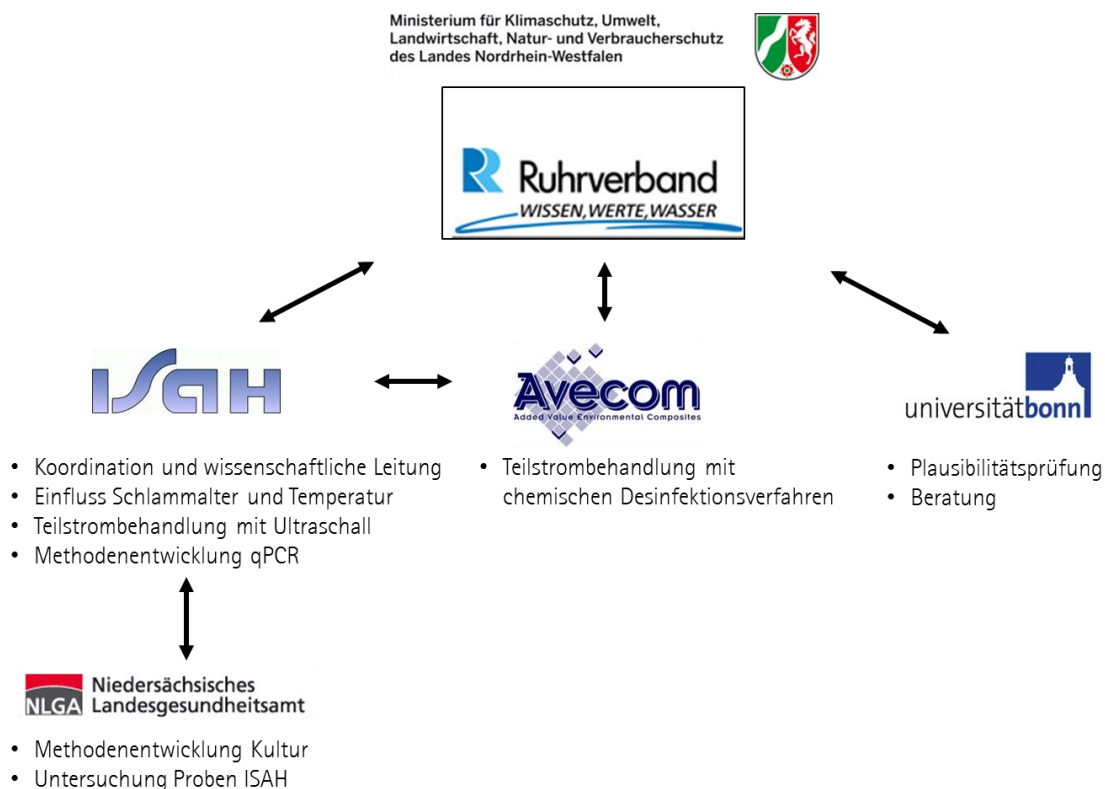 Ministerium für Klimaschutz, Umwelt,
Landwirtschaft, Natur- und Verbraucherschutz
des Landes Nordrhein-Westfalen
Ruhrverband
WISSEN, WERTE, WASSER
ISAH
Avecom
Added Value Environmental Composites
universitätbonn
• Koordination und wissenschaftliche Leitung
• Einfluss Schlammalter und Temperatur
• Teilstrombehandlung mit Ultraschall
• Methodenentwicklung qPCR
• Teilstrombehandlung mit
chemischen Desinfektionsverfahren
• Plausibilitätsprüfung
• Beratung
NLGA
Niedersächsisches
Landesgesundheitsamt
• Methodenentwicklung Kultur
• Untersuchung Proben ISAH